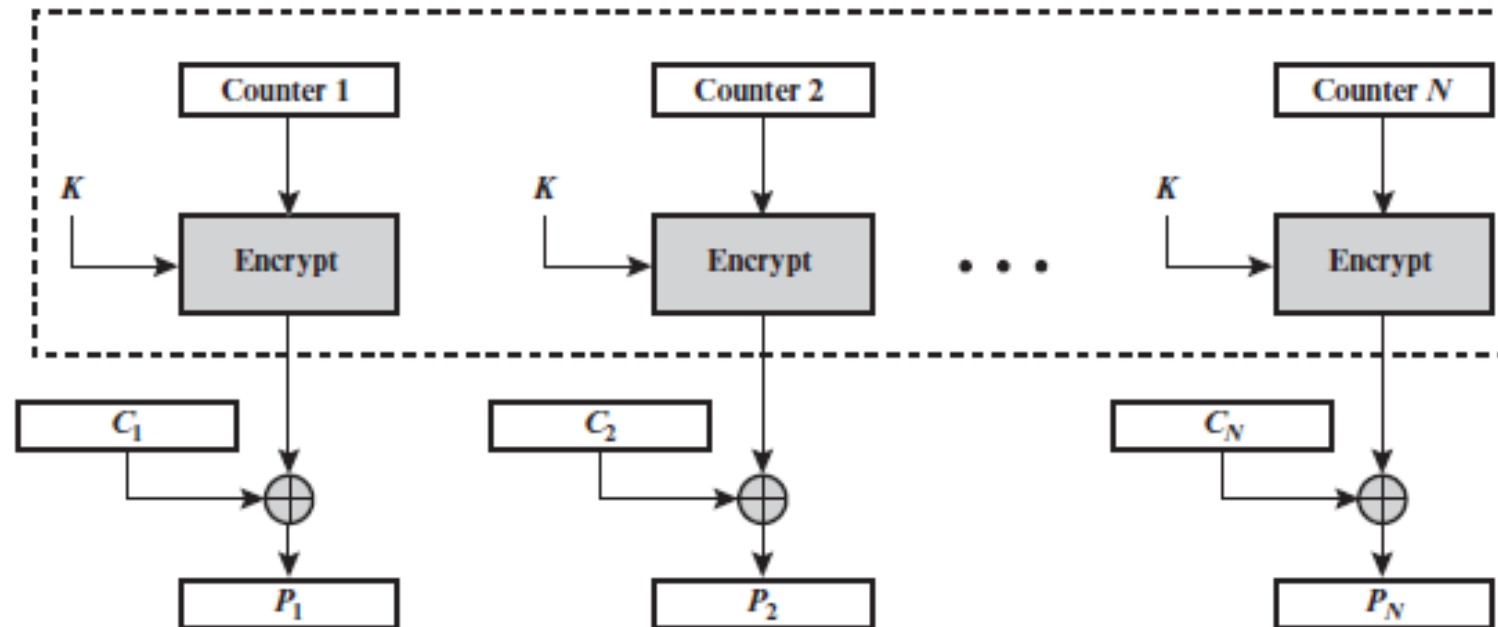 Counter 1 Counter 2 Counter N
K K K
Encrypt Encrypt • • • Encrypt
C1 C2 CN
P1 P2 PN